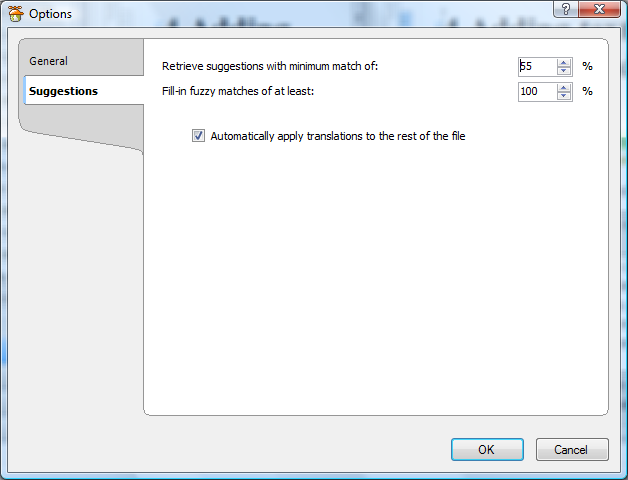 Options
General
Suggestions
Retrieve suggestions with minimum match of: 55 %
Fill-in fuzzy matches of at least: 100 %
Automatically apply translations to the rest of the file
OK Cancel